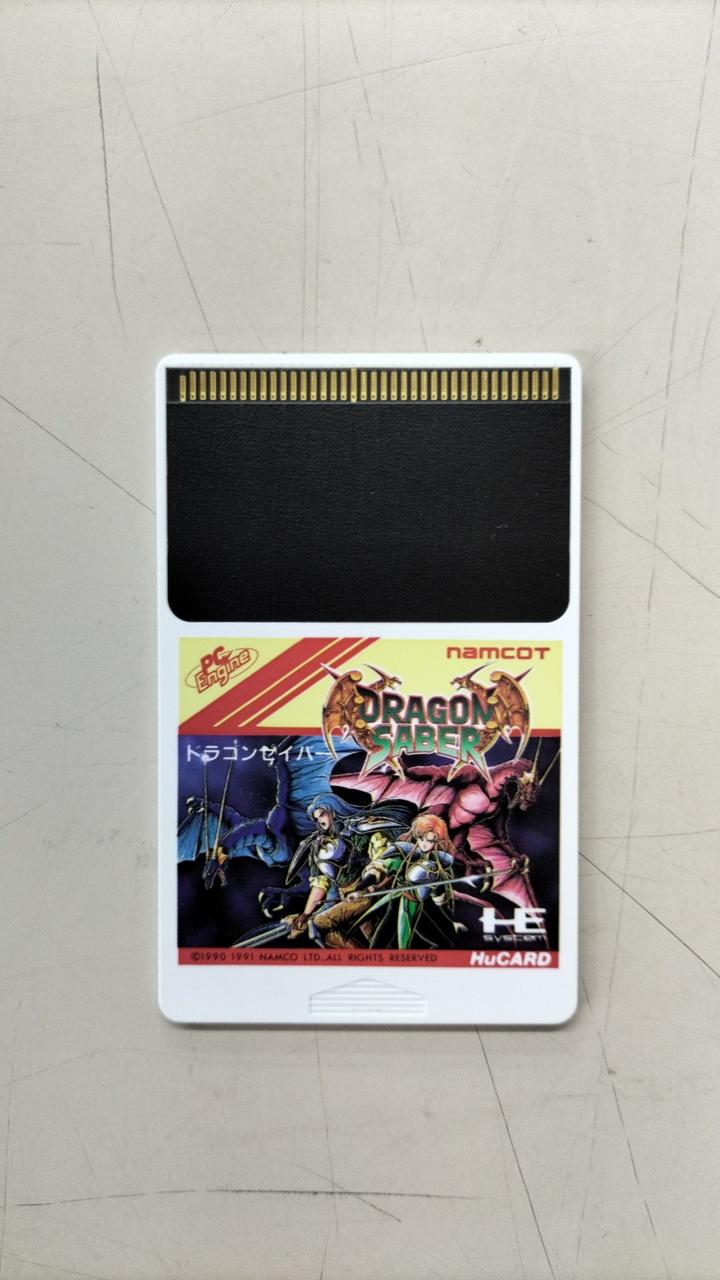 PC Engine
namcot
DRAGON
SABER
ドラゴンセイバー
HE
SYSTEM
©1990 1991 NAMCO LTD.,ALL RIGHTS RESERVED
HuCARD